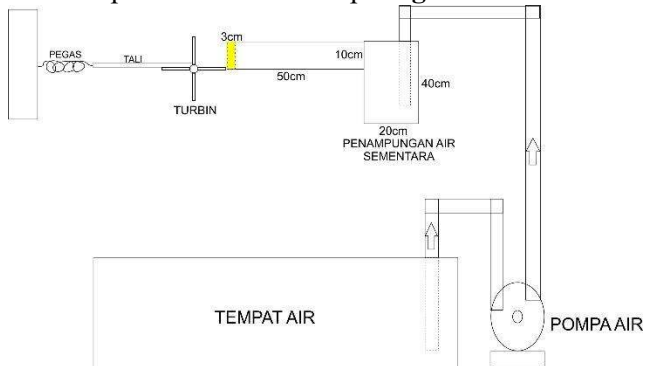 3cm
PEGAS
TALI
10cm
50cm
40cm
TURBIN
20cm
PENAMPUNGAN AIR
SEMENTARA
TEMPAT AIR
POMPA AIR